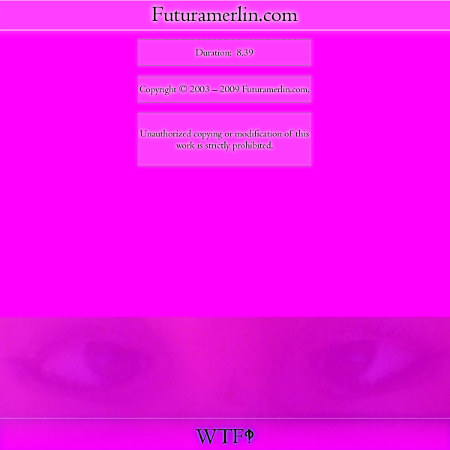 Futuramerlin.com
Duration:  8.39
Copyright © 2003 – 2009 Futuramerlin.com.
Unauthorized copying or modification of this
work is strictly prohibited.
WTF‽